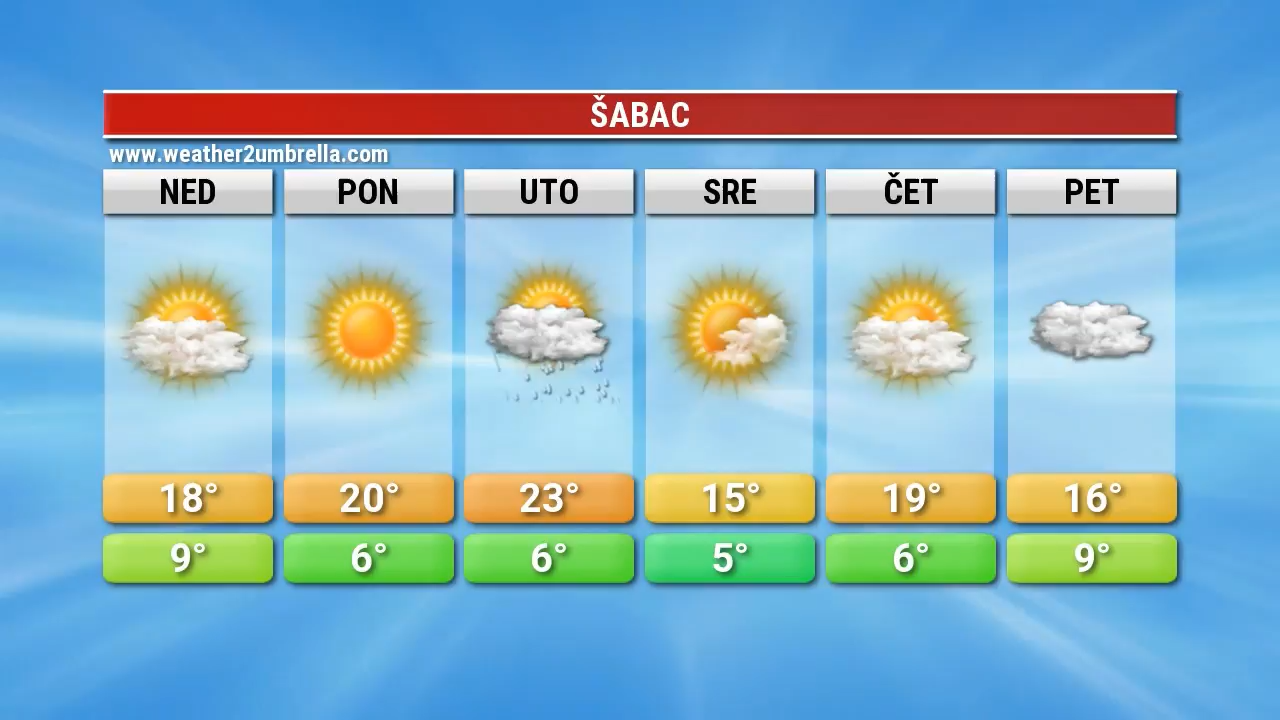 ŠABAC
www.weather2umbrella.com
NED PON UTO SRE ČET PET
18° 20° 23° 15° 19° 16°
9° 6° 6° 5° 6° 9°